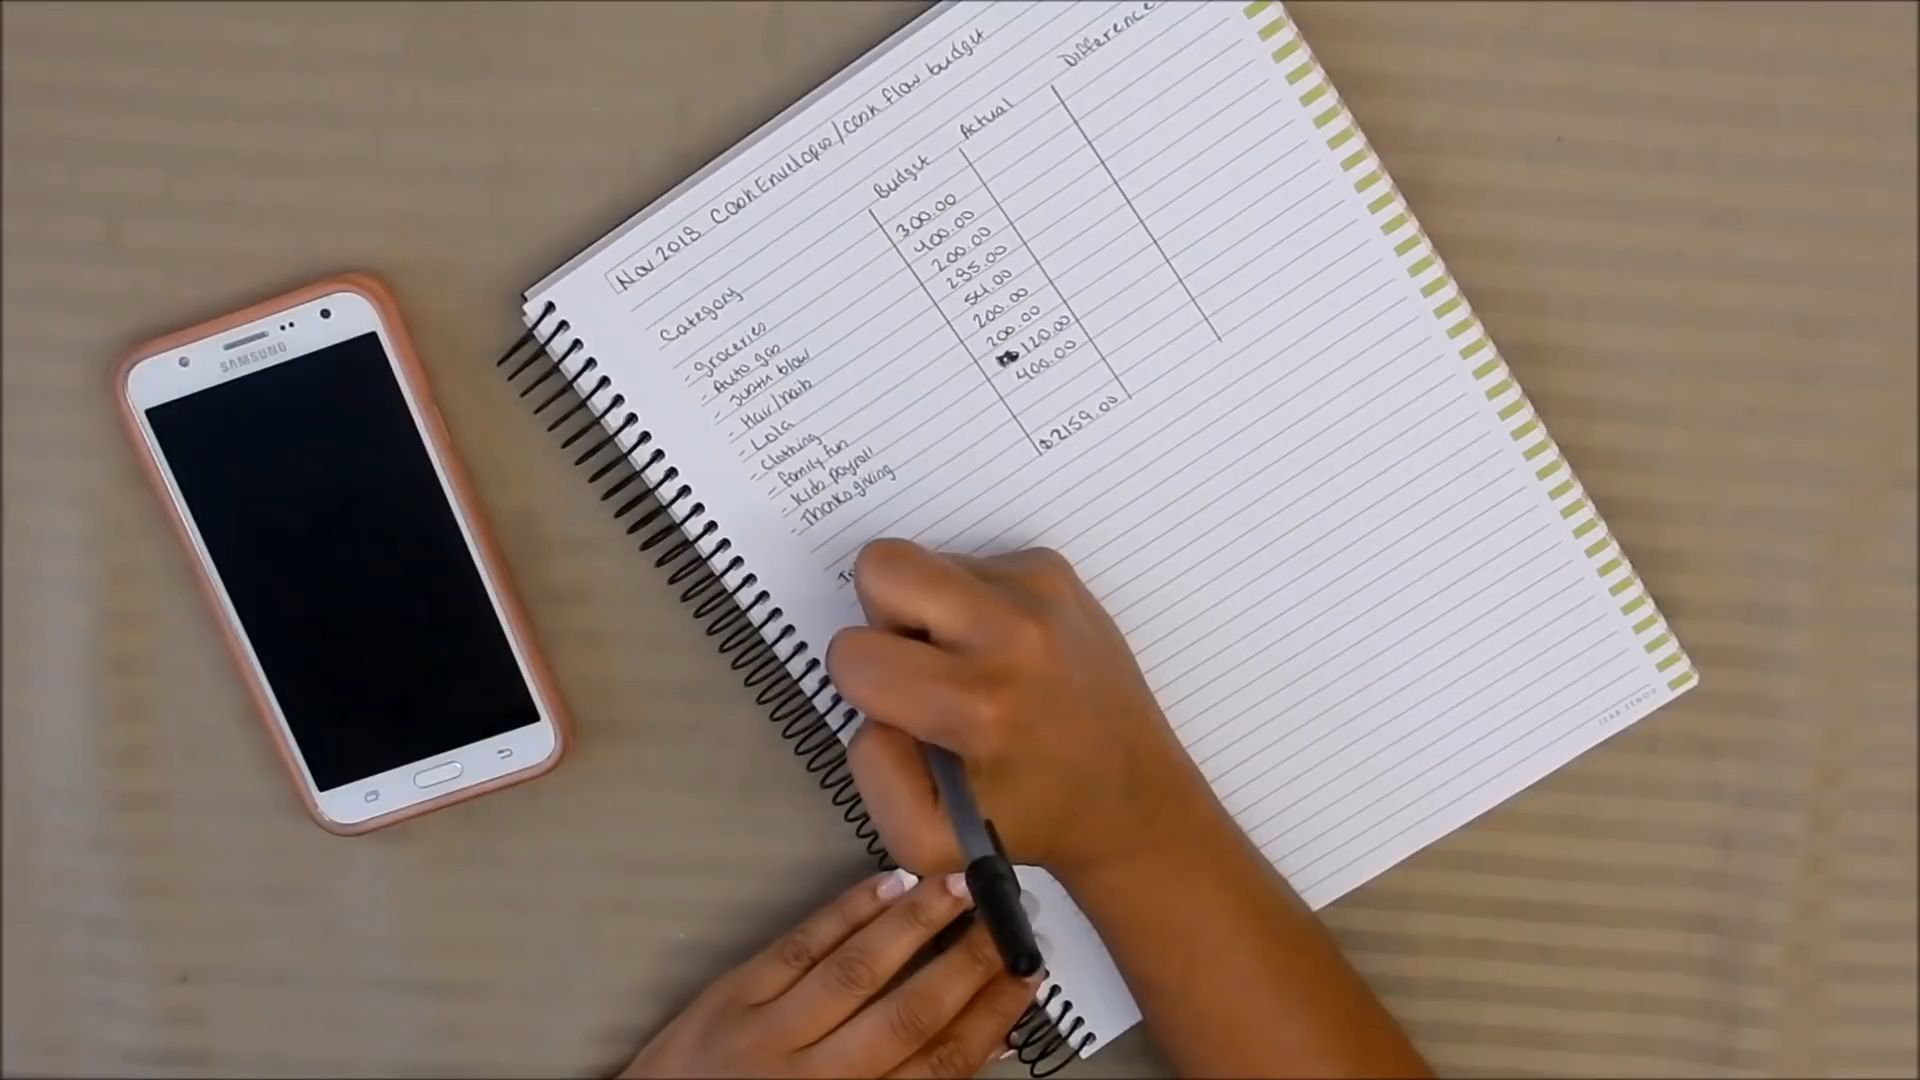 SAMSUNG
Nov 2018 Cash Envelopes / cash flow budget
Category Budget Actual Difference
- groceries 300.00
- Auto gas 400.00
- Justin blow 200.00
- Hair/nails 285.00
- Lola 54.00
- Clothing 200.00
- family fun 200.00
- kids payroll 120.00
- Thanksgiving 400.00
$2159.00